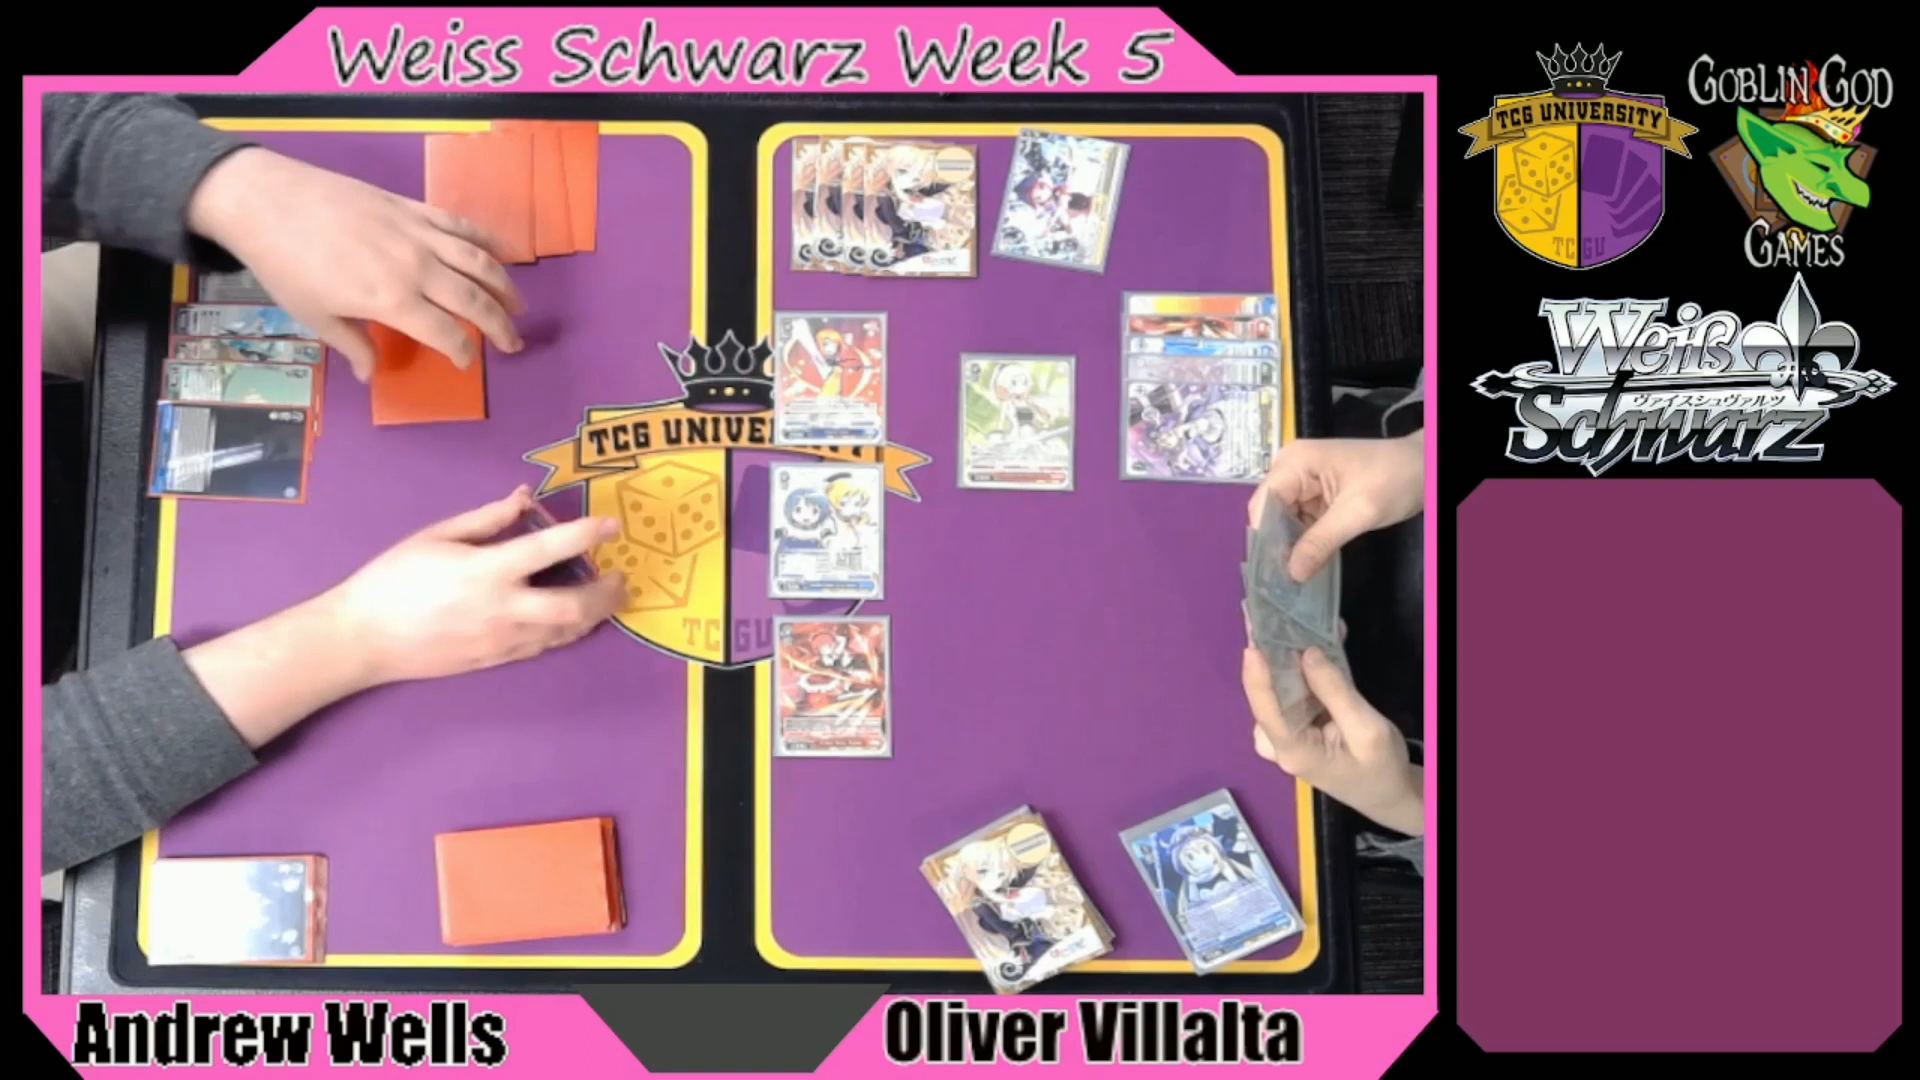 Weiss Schwarz Week 5
TCG UNIVERSITY
TCGU
GOBLIN GOD
GAMES
Weiß
ヴァイスシュヴァルツ
Schwarz
TCG UNIVE
TCGU
Andrew Wells
Oliver Villalta